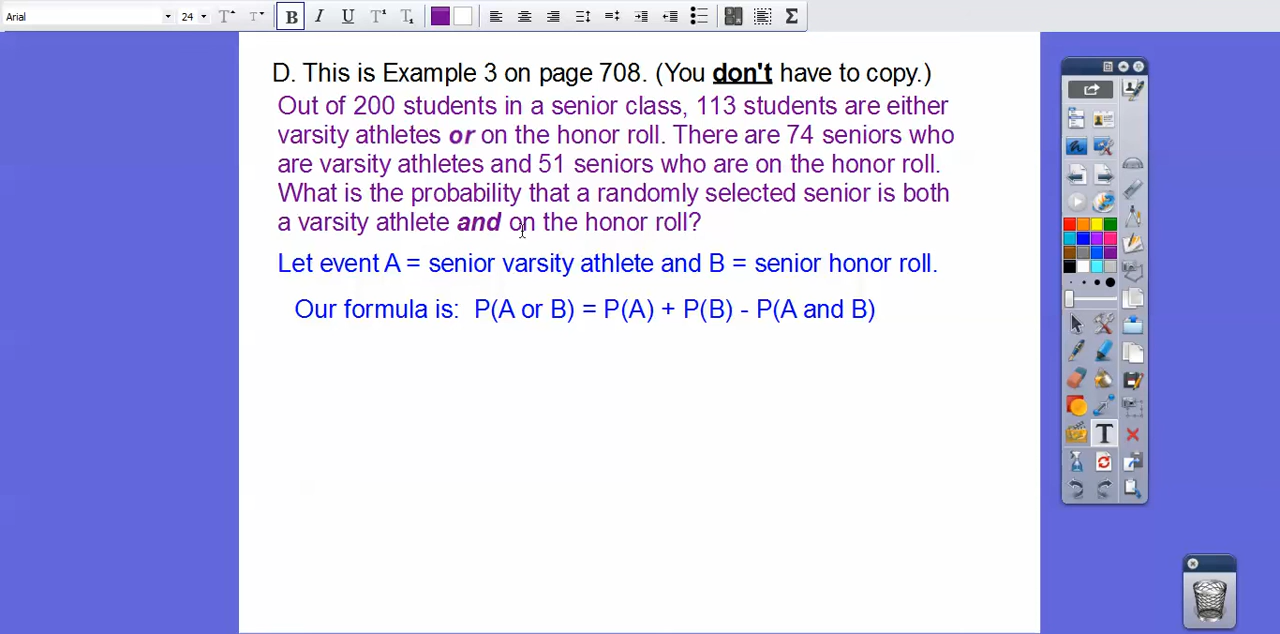 Arial 24 B I U T T Σ
D. This is Example 3 on page 708. (You don't have to copy.)
Out of 200 students in a senior class, 113 students are either
varsity athletes or on the honor roll. There are 74 seniors who
are varsity athletes and 51 seniors who are on the honor roll.
What is the probability that a randomly selected senior is both
a varsity athlete and on the honor roll?
Let event A = senior varsity athlete and B = senior honor roll.
Our formula is: P(A or B) = P(A) + P(B) - P(A and B)
T